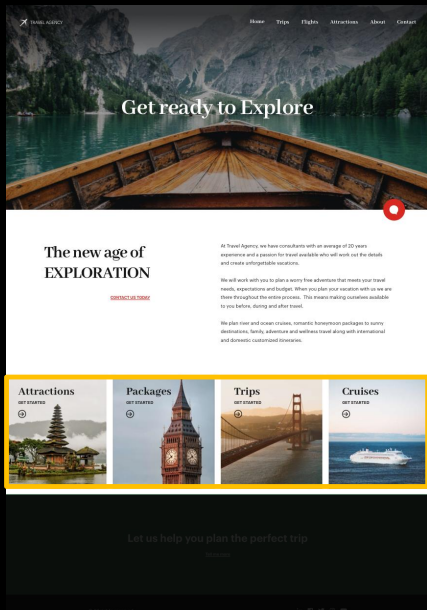 TRAVEL AGENCY
Home Trips Flights Attractions About Contact
Get ready to Explore
The new age of
EXPLORATION
CONTACT US TODAY
At Travel Agency, we have consultants with an average of 20 years
experience and a passion for travel available who will work out the details
and create unforgettable vacations.
We will work with you to plan a worry free adventure that meets your travel
needs, expectations and budget. When you plan your vacation with us we are
there throughout the entire process. This means making ourselves available
to you before, during and after travel.
We plan river and ocean cruises, romantic honeymoon packages to sunny
destinations, family, adventure and wellness travel along with international
and domestic customized itineraries.
Attractions
GET STARTED
Packages
GET STARTED
Trips
GET STARTED
Cruises
GET STARTED
Let us help you plan the perfect trip